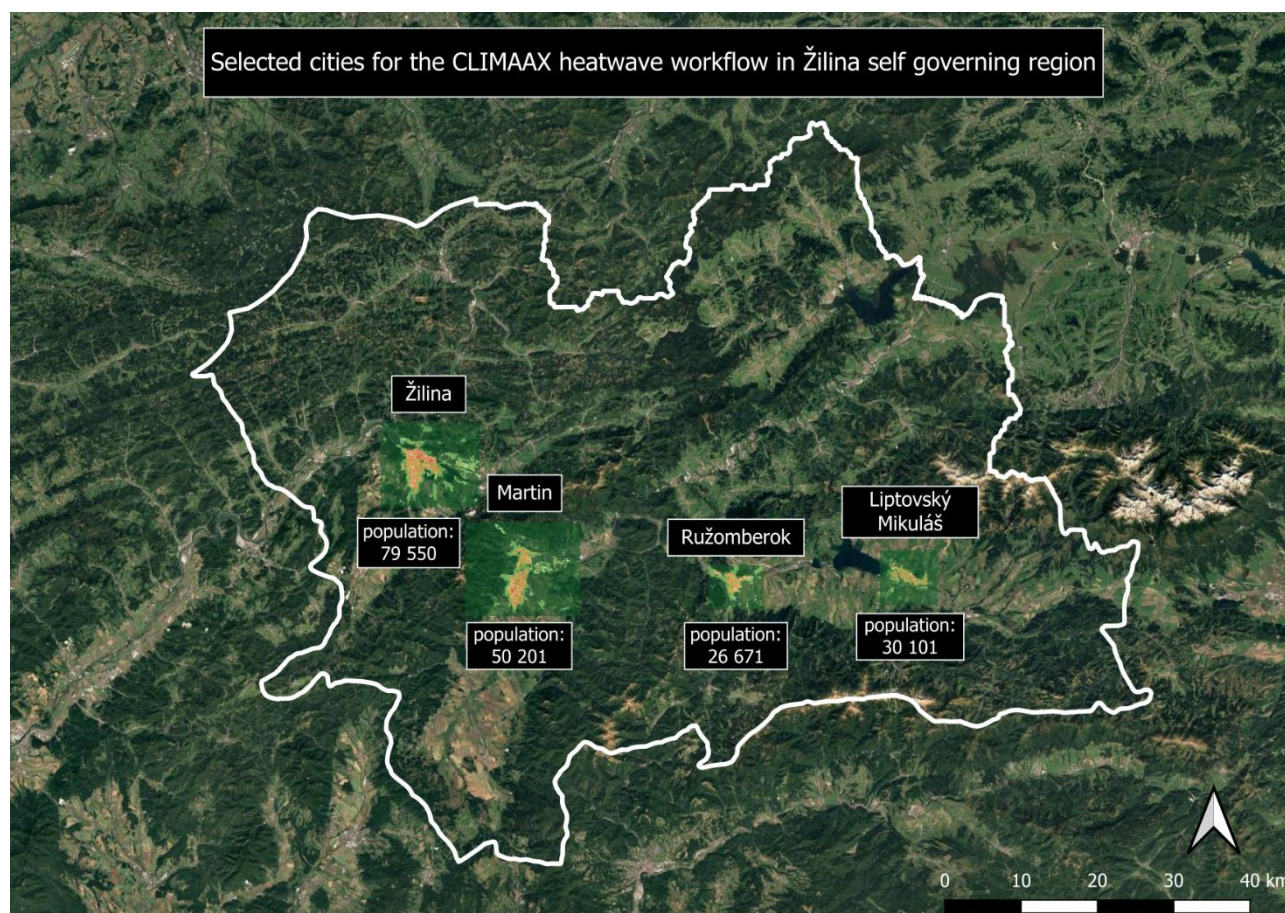 Selected cities for the CLIMAAX heatwave workflow in Žilina self governing region
Žilina
population:
79 550
Martin
population:
50 201
Ružomberok
population:
26 671
Liptovský
Mikuláš
population:
30 101
0 10 20 30 40 km